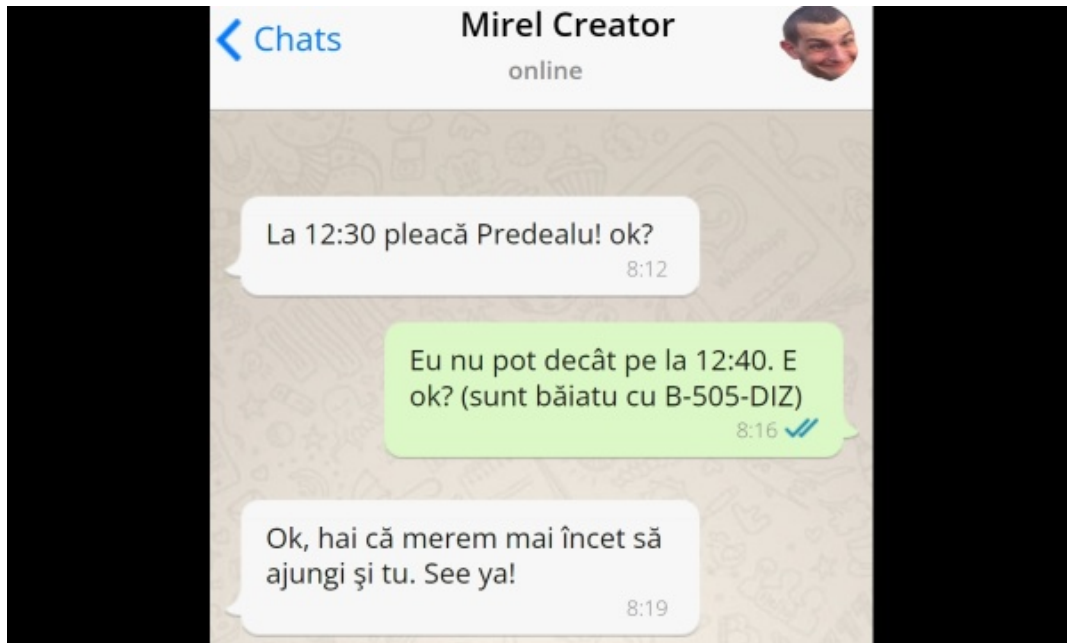 Chats
Mirel Creator
online
La 12:30 pleacă Predealu! ok?
8:12
Eu nu pot decât pe la 12:40. E
ok? (sunt băiatu cu B-505-DIZ)
8:16
Ok, hai că merem mai încet să
ajungi şi tu. See ya!
8:19